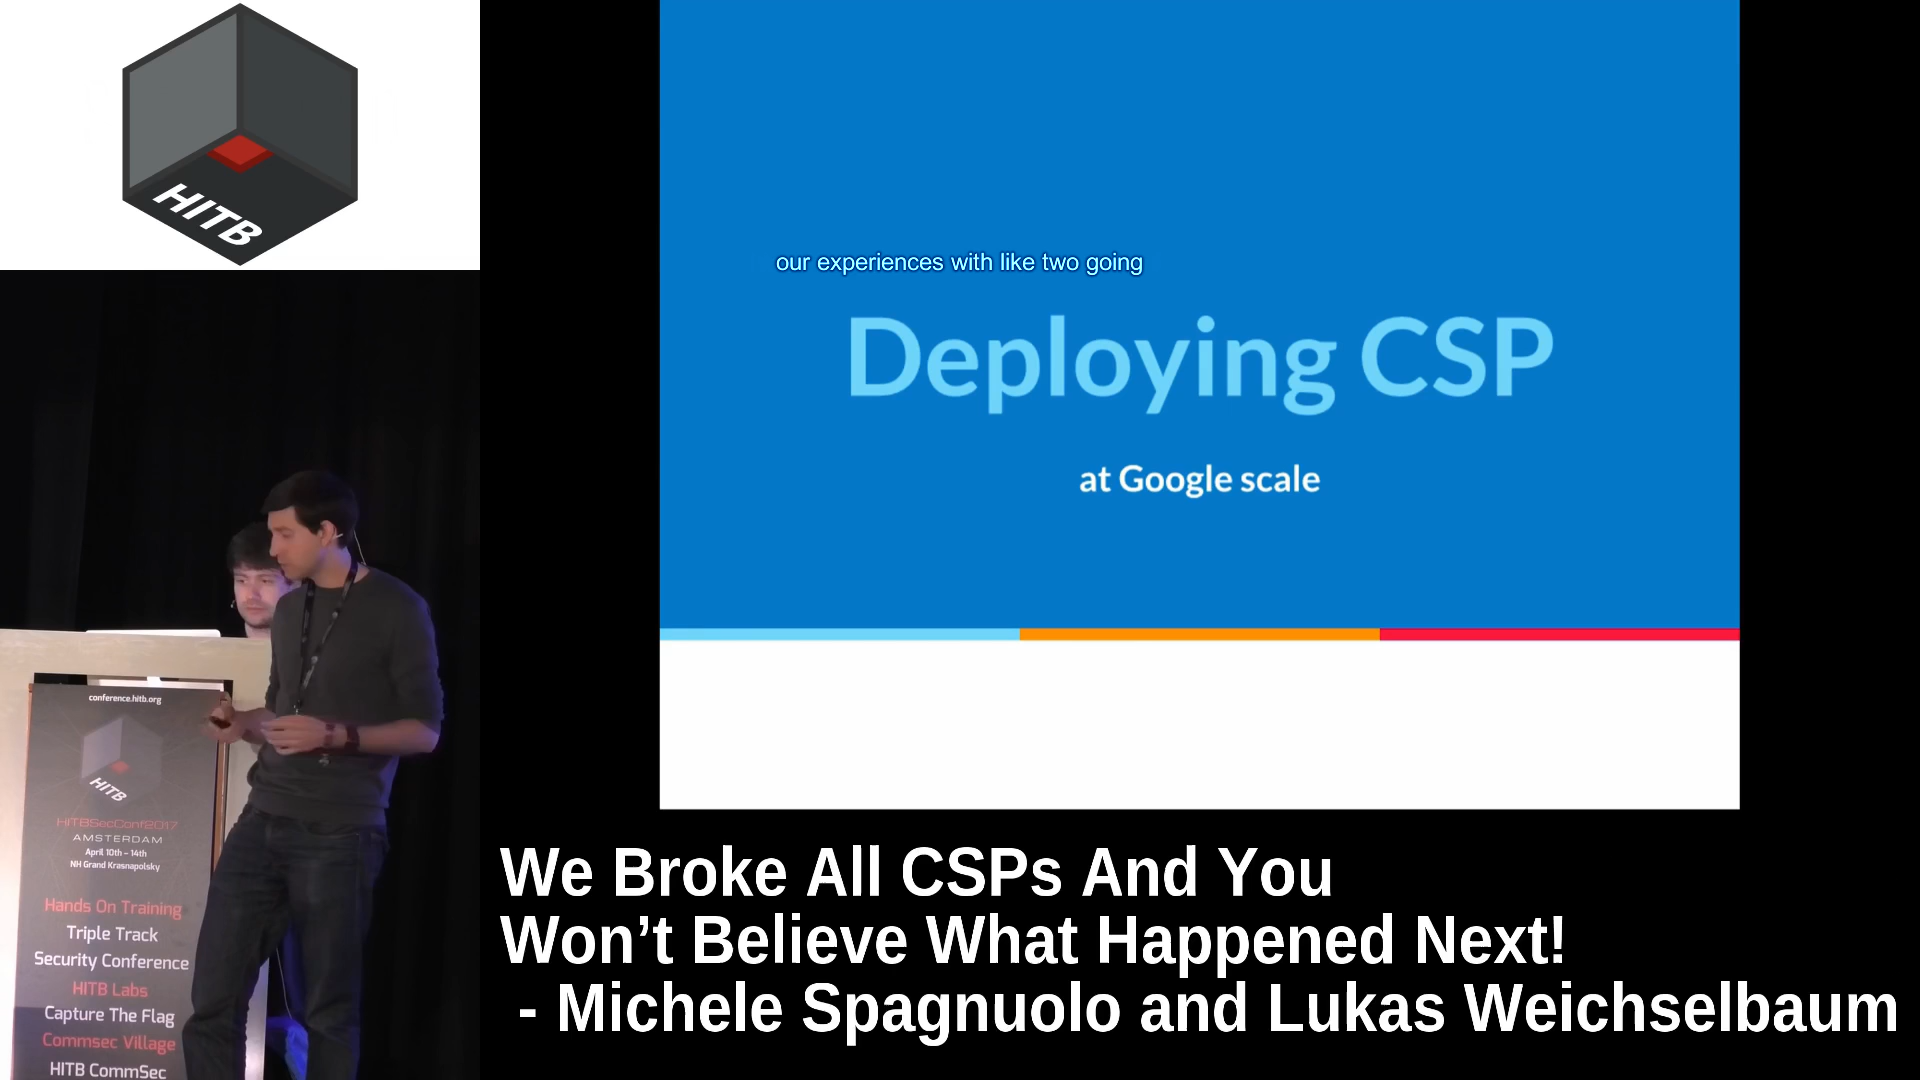 HITB
our experiences with like two going
Deploying CSP
at Google scale
conference.hitb.org
HITB
HITBSecConf2017
AMSTERDAM
April 10th - 14th
NH Grand Krasnapolsky
Hands On Training
Triple Track
Security Conference
HITB Labs
Capture The Flag
Commsec Village
HITB CommSec
We Broke All CSPs And You
Won’t Believe What Happened Next!
- Michele Spagnuolo and Lukas Weichselbaum